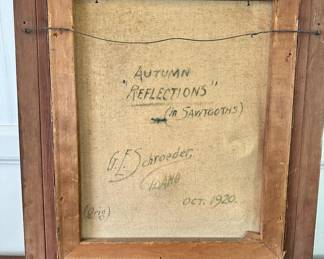 AUTUMN
"REFLECTIONS"
(in SAWTOOTHS)
G.F. Schroeder,
IDAHO
OCT. 1920.
(Orig)